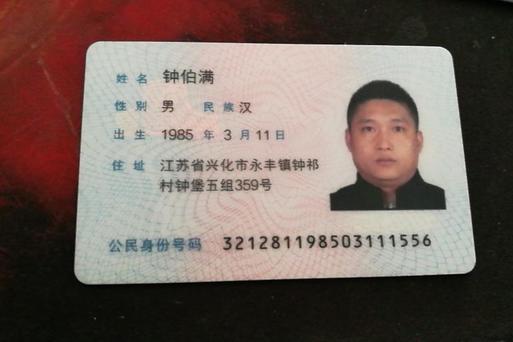 姓名 钟伯满
性别 男 民族 汉
出生 1985 年 3 月 11 日
住址 江苏省兴化市永丰镇钟祁
村钟堡五组359号
公民身份号码 321281198503111556